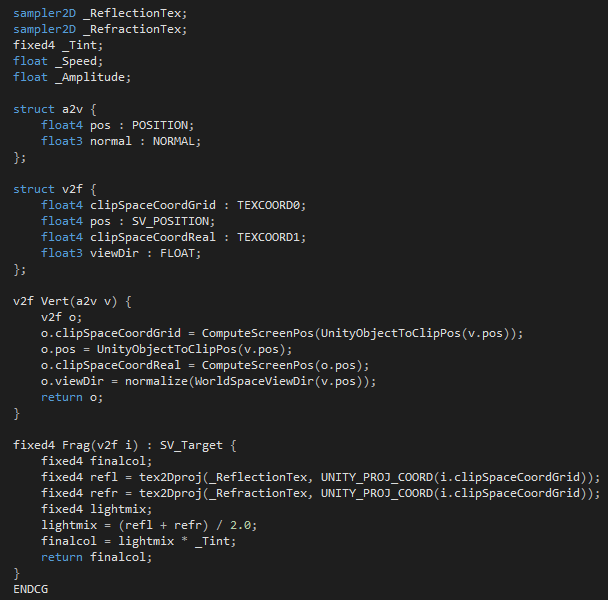 sampler2D _ReflectionTex;
sampler2D _RefractionTex;
fixed4 _Tint;
float _Speed;
float _Amplitude;

struct a2v {
    float4 pos : POSITION;
    float3 normal : NORMAL;
};

struct v2f {
    float4 clipSpaceCoordGrid : TEXCOORD0;
    float4 pos : SV_POSITION;
    float4 clipSpaceCoordReal : TEXCOORD1;
    float3 viewDir : FLOAT;
};

v2f Vert(a2v v) {
    v2f o;
    o.clipSpaceCoordGrid = ComputeScreenPos(UnityObjectToClipPos(v.pos));
    o.pos = UnityObjectToClipPos(v.pos);
    o.clipSpaceCoordReal = ComputeScreenPos(o.pos);
    o.viewDir = normalize(WorldSpaceViewDir(v.pos));
    return o;
}

fixed4 Frag(v2f i) : SV_Target {
    fixed4 finalcol;
    fixed4 refl = tex2Dproj(_ReflectionTex, UNITY_PROJ_COORD(i.clipSpaceCoordGrid));
    fixed4 refr = tex2Dproj(_RefractionTex, UNITY_PROJ_COORD(i.clipSpaceCoordGrid));
    fixed4 lightmix;
    lightmix = (refl + refr) / 2.0;
    finalcol = lightmix * _Tint;
    return finalcol;
}
ENDCG